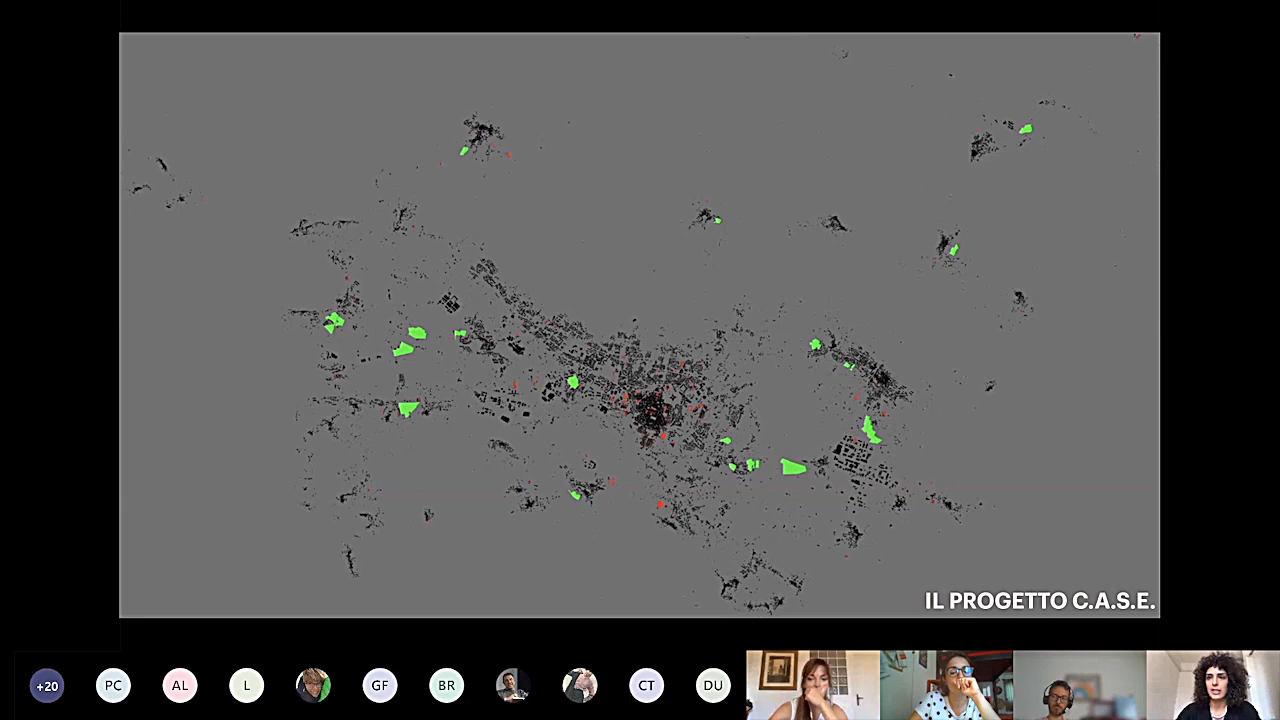 IL PROGETTO C.A.S.E.
+20
PC
AL
L
GF
BR
CT
DU